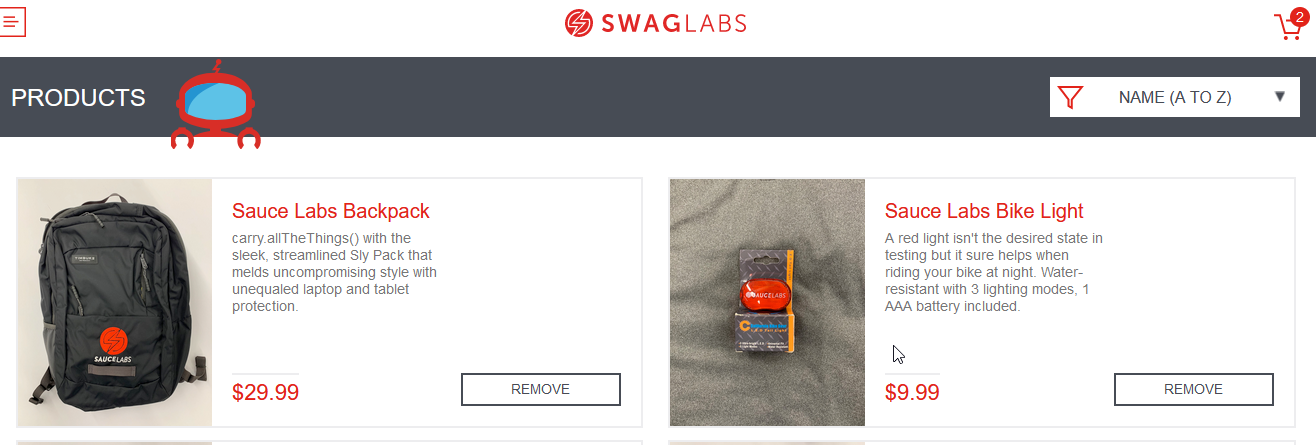 SWAGLABS
2
PRODUCTS
NAME (A TO Z)
Sauce Labs Backpack
carry.allTheThings() with the
sleek, streamlined Sly Pack that
melds uncompromising style with
unequaled laptop and tablet
protection.
$29.99
REMOVE
SAUCELABS
Sauce Labs Bike Light
A red light isn't the desired state in
testing but it sure helps when
riding your bike at night. Water-
resistant with 3 lighting modes, 1
AAA battery included.
$9.99
REMOVE
SAUCELABS